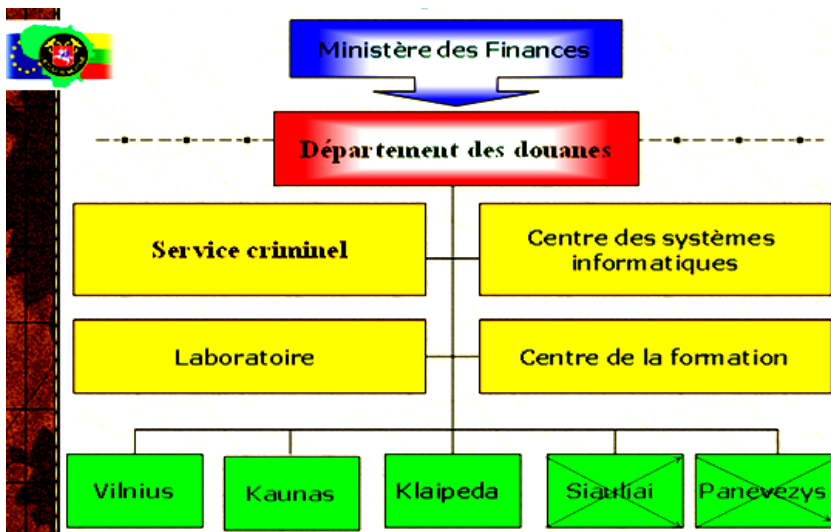 Ministère des Finances
Département des douanes
Service criminel
Centre des systèmes
informatiques
Laboratoire
Centre de la formation
Vilnius
Kaunas
Klaipeda
Siauliai
Panevezys